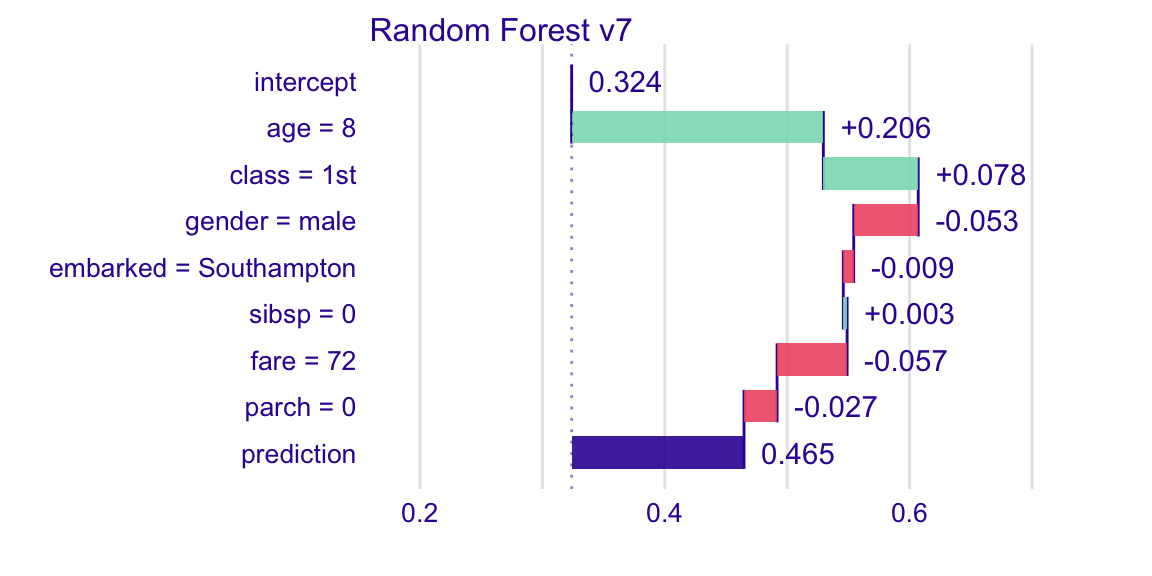 Random Forest v7
intercept 0.324
age = 8 +0.206
class = 1st +0.078
gender = male -0.053
embarked = Southampton -0.009
sibsp = 0 +0.003
fare = 72 -0.057
parch = 0 -0.027
prediction 0.465
0.2 0.4 0.6